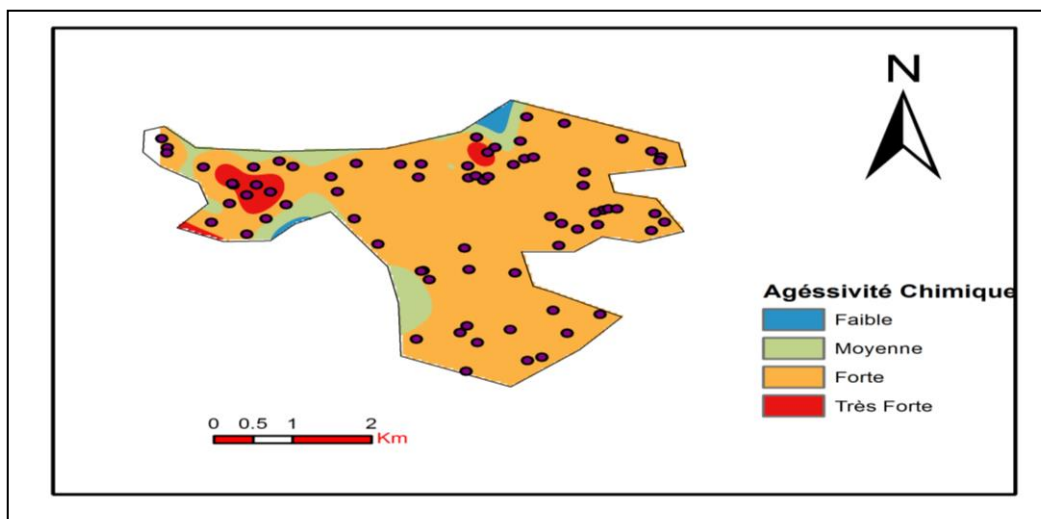 N
Agéssivité Chimique
Faible
Moyenne
Forte
Très Forte
0 0.5 1 2
Km